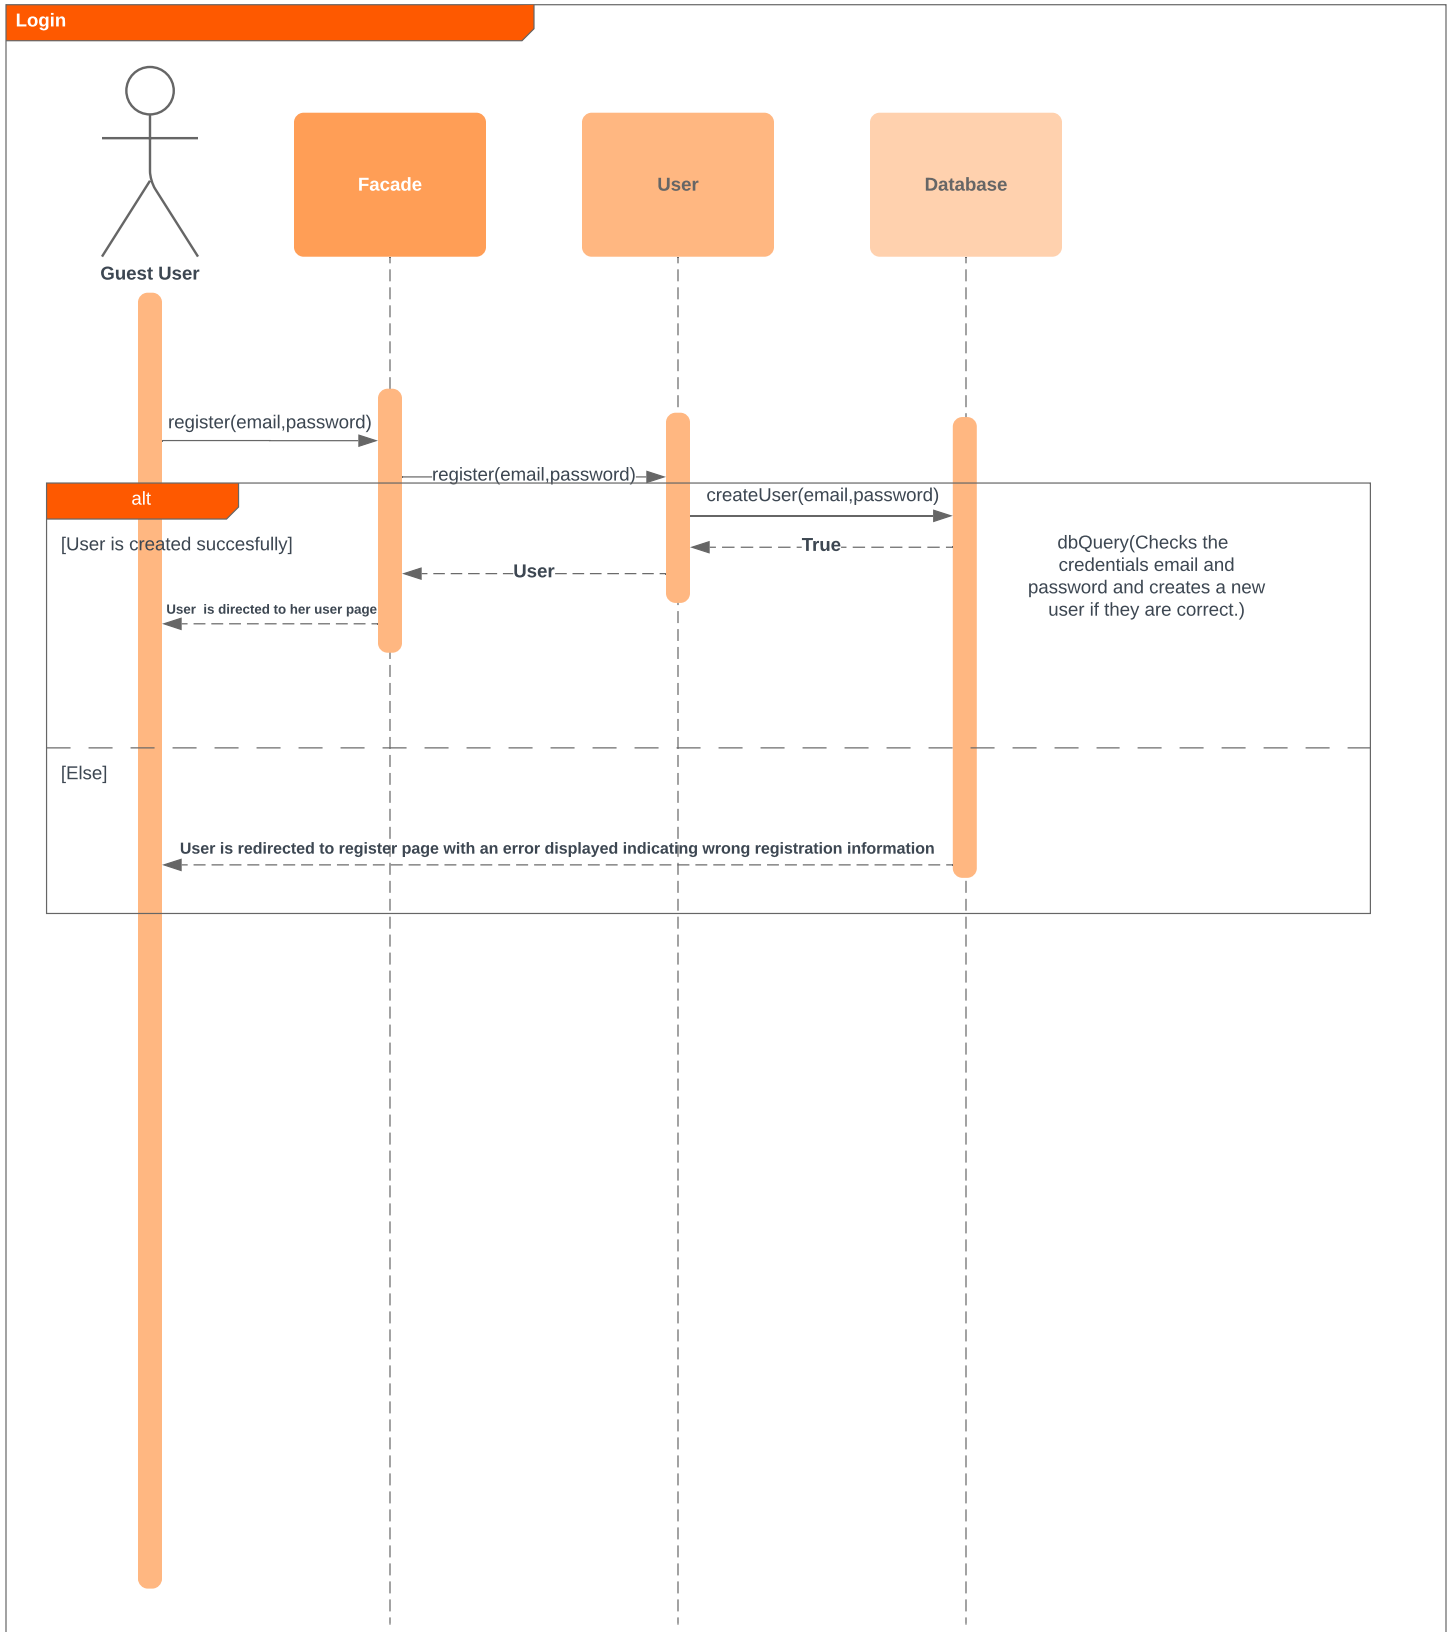 Login
Facade
User
Database
Guest User
register(email,password)
register(email,password)
alt
createUser(email,password)
[User is created succesfully]
True
dbQuery(Checks the
credentials email and
password and creates a new
user if they are correct.)
User
User  is directed to her user page
[Else]
User is redirected to register page with an error displayed indicating wrong registration information